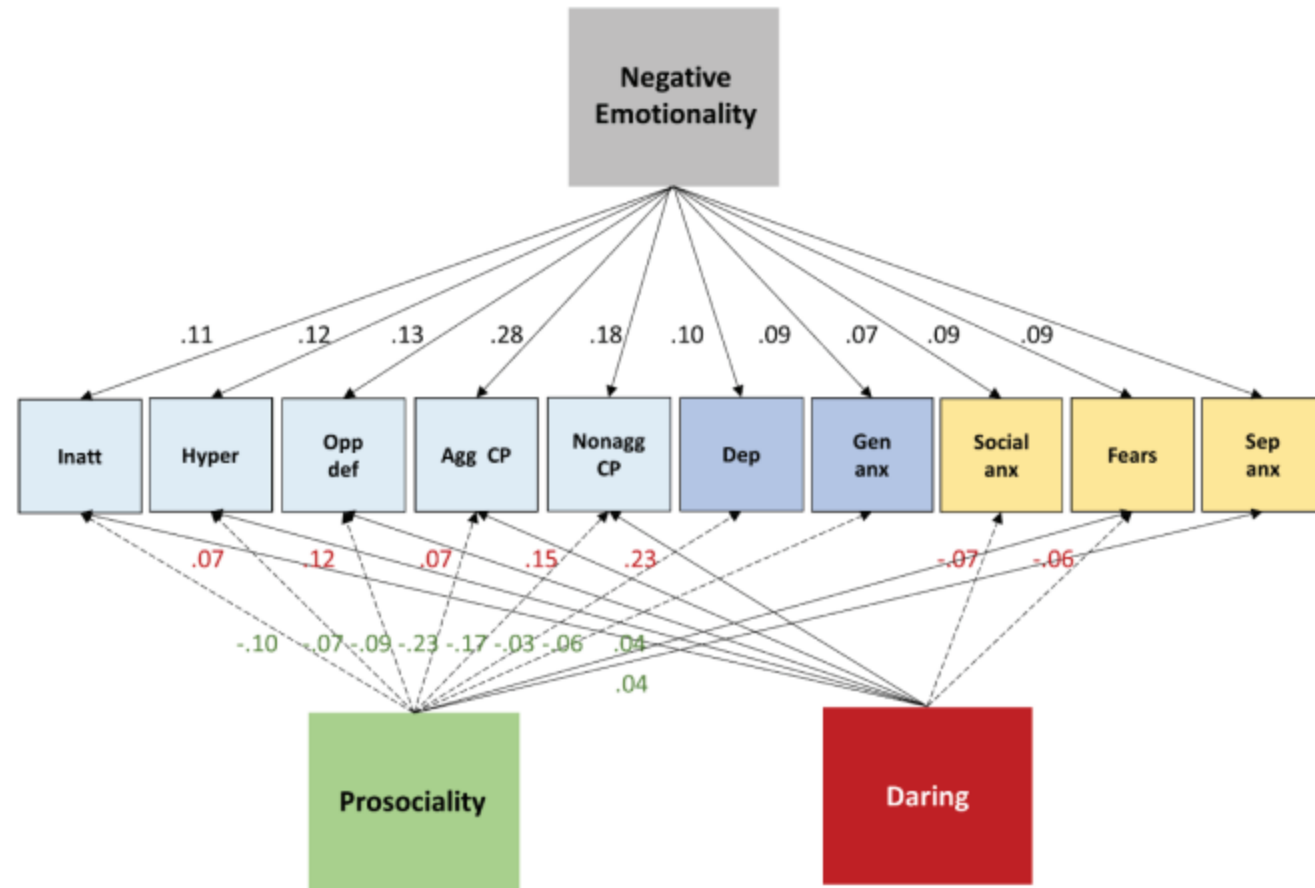 Negative
Emotionality
.11 .12 .13 .28 .18 .10 .09 .07 .09 .09
Inatt
Hyper
Opp
def
Agg CP
Nonagg
CP
Dep
Gen
anx
Social
anx
Fears
Sep
anx
.07 .12 .07 .15 .23 -.07 -.06
-.10 -.07 -.09 -.23 -.17 -.03 -.06 .04
.04
Prosociality
Daring